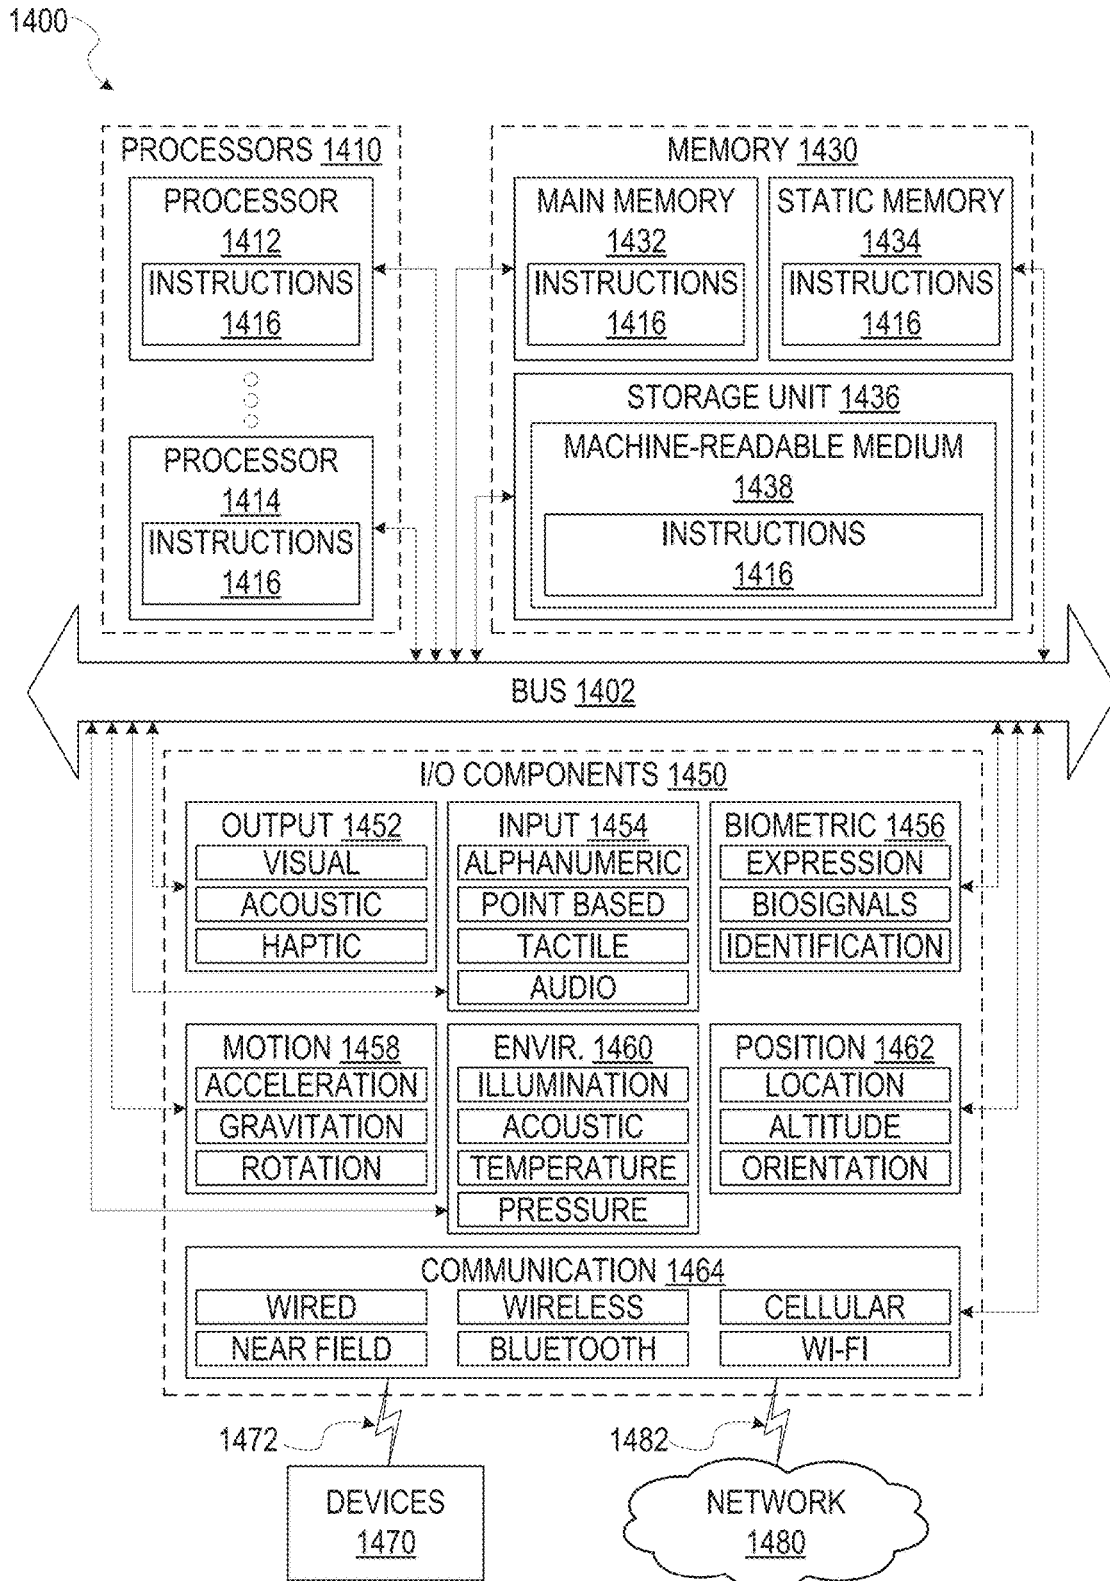 1400
PROCESSORS 1410
PROCESSOR
1412
INSTRUCTIONS
1416
PROCESSOR
1414
INSTRUCTIONS
1416
MEMORY 1430
MAIN MEMORY
1432
INSTRUCTIONS
1416
STATIC MEMORY
1434
INSTRUCTIONS
1416
STORAGE UNIT 1436
MACHINE-READABLE MEDIUM
1438
INSTRUCTIONS
1416
BUS 1402
I/O COMPONENTS 1450
OUTPUT 1452
VISUAL
ACOUSTIC
HAPTIC
INPUT 1454
ALPHANUMERIC
POINT BASED
TACTILE
AUDIO
BIOMETRIC 1456
EXPRESSION
BIOSIGNALS
IDENTIFICATION
MOTION 1458
ACCELERATION
GRAVITATION
ROTATION
ENVIR. 1460
ILLUMINATION
ACOUSTIC
TEMPERATURE
PRESSURE
POSITION 1462
LOCATION
ALTITUDE
ORIENTATION
COMMUNICATION 1464
WIRED
WIRELESS
CELLULAR
NEAR FIELD
BLUETOOTH
WI-FI
1472
1482
DEVICES
1470
NETWORK
1480